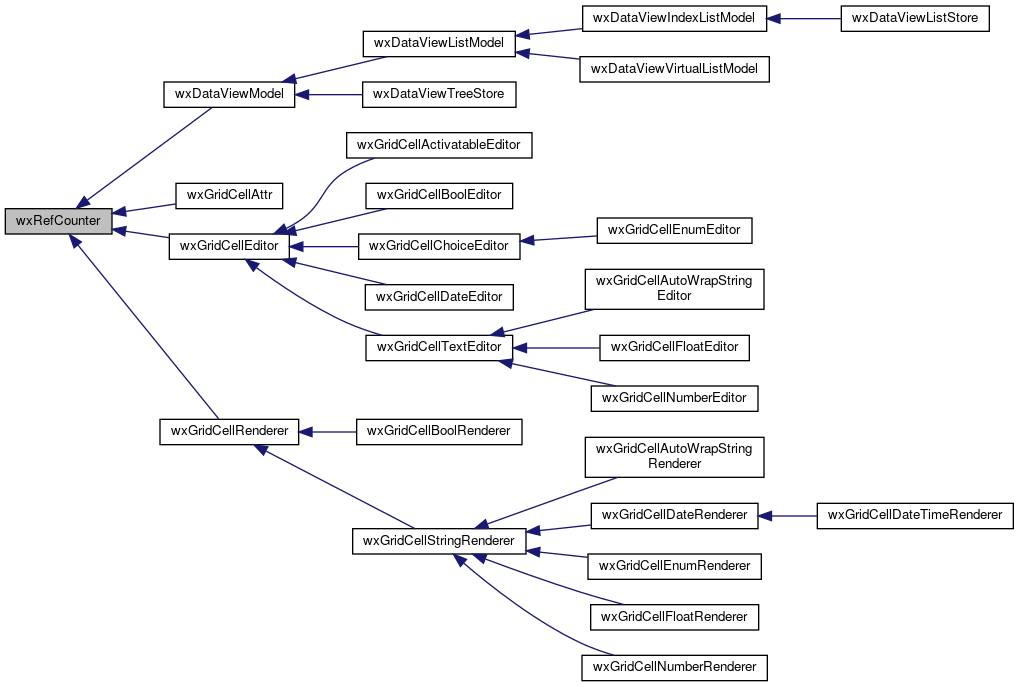 wxDataViewIndexListModel
wxDataViewListStore
wxDataViewListModel
wxDataViewVirtualListModel
wxDataViewModel
wxDataViewTreeStore
wxGridCellActivatableEditor
wxGridCellAttr
wxGridCellBoolEditor
wxRefCounter
wxGridCellEditor
wxGridCellChoiceEditor
wxGridCellEnumEditor
wxGridCellAutoWrapString
Editor
wxGridCellDateEditor
wxGridCellTextEditor
wxGridCellFloatEditor
wxGridCellNumberEditor
wxGridCellRenderer
wxGridCellBoolRenderer
wxGridCellAutoWrapString
Renderer
wxGridCellDateRenderer
wxGridCellDateTimeRenderer
wxGridCellStringRenderer
wxGridCellEnumRenderer
wxGridCellFloatRenderer
wxGridCellNumberRenderer